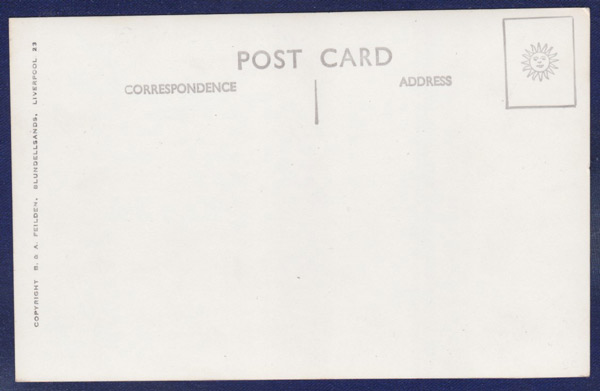 POST CARD
CORRESPONDENCE
ADDRESS
COPYRIGHT B. & A. FEILDEN, BLUNDELLSANDS, LIVERPOOL 23